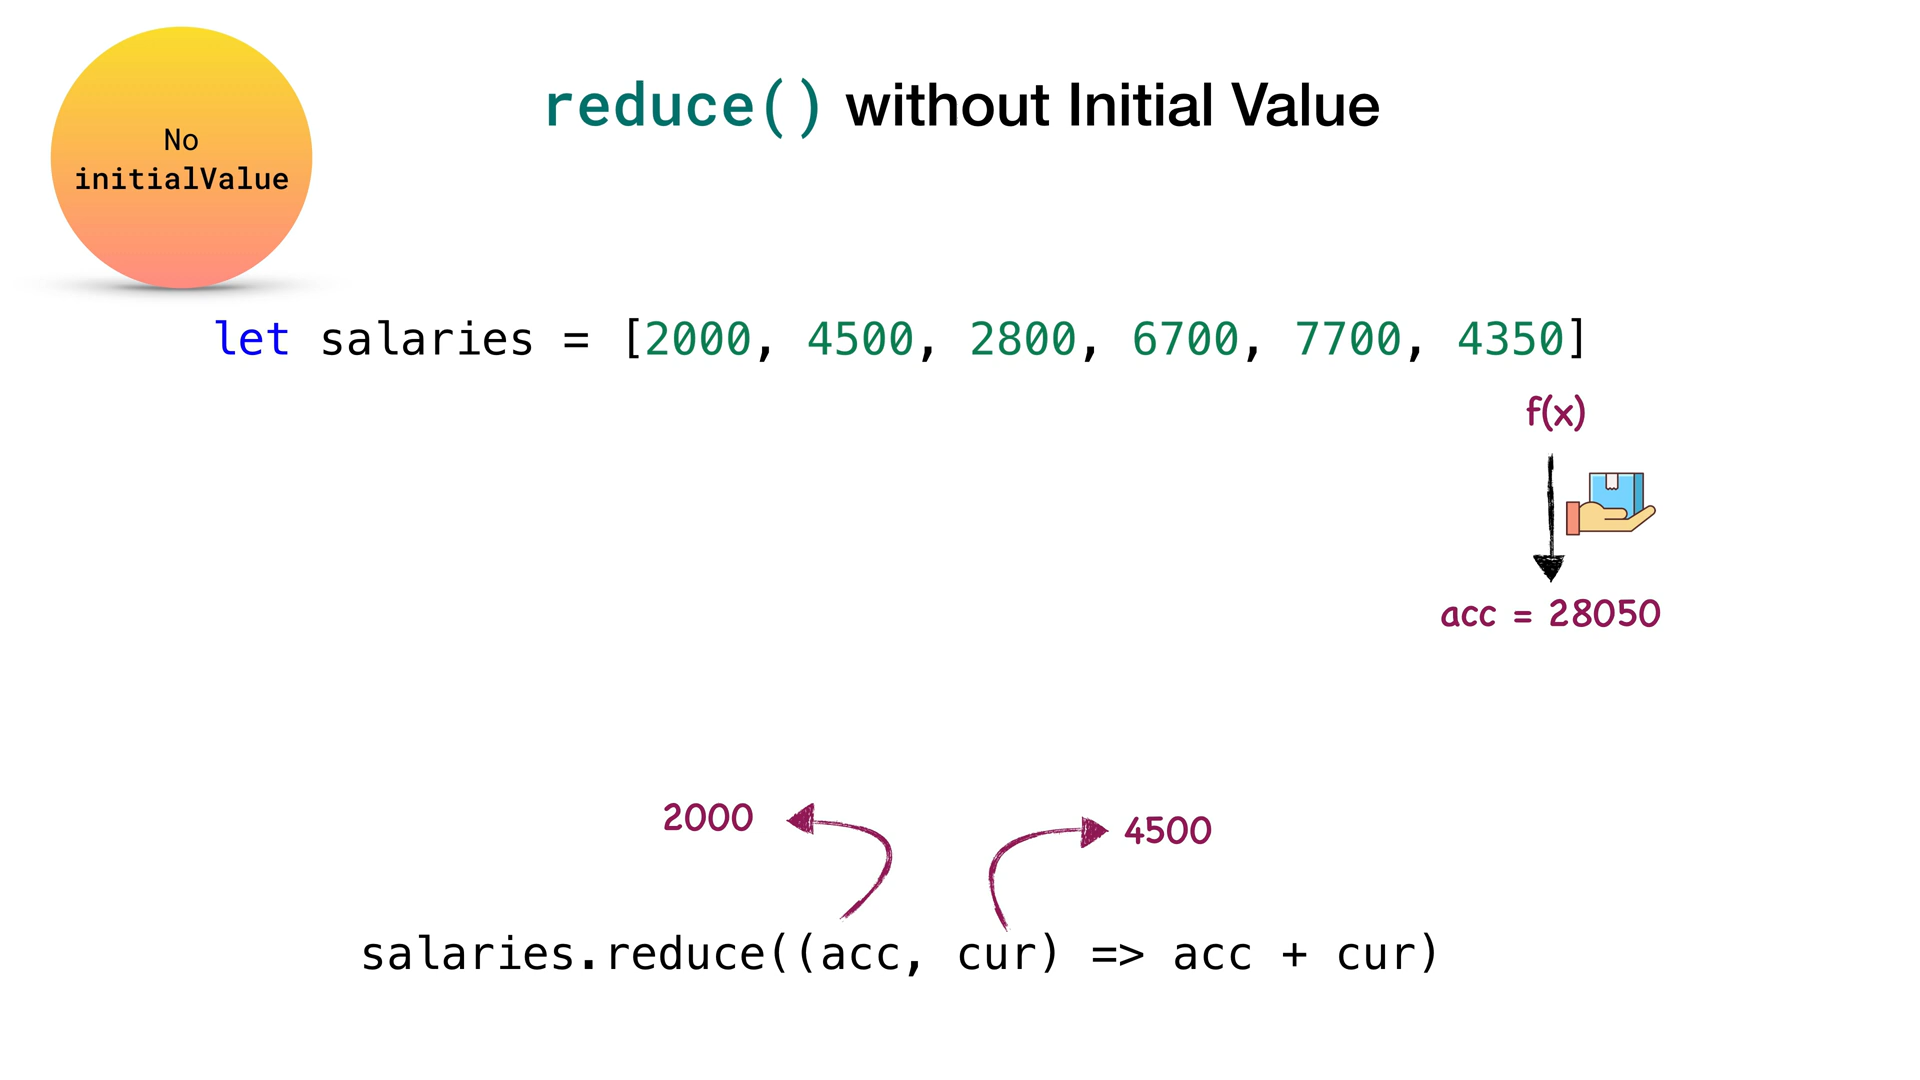 No
initialValue
reduce() without Initial Value
let salaries = [2000, 4500, 2800, 6700, 7700, 4350]
f(x)
acc = 28050
2000
4500
salaries.reduce((acc, cur) => acc + cur)